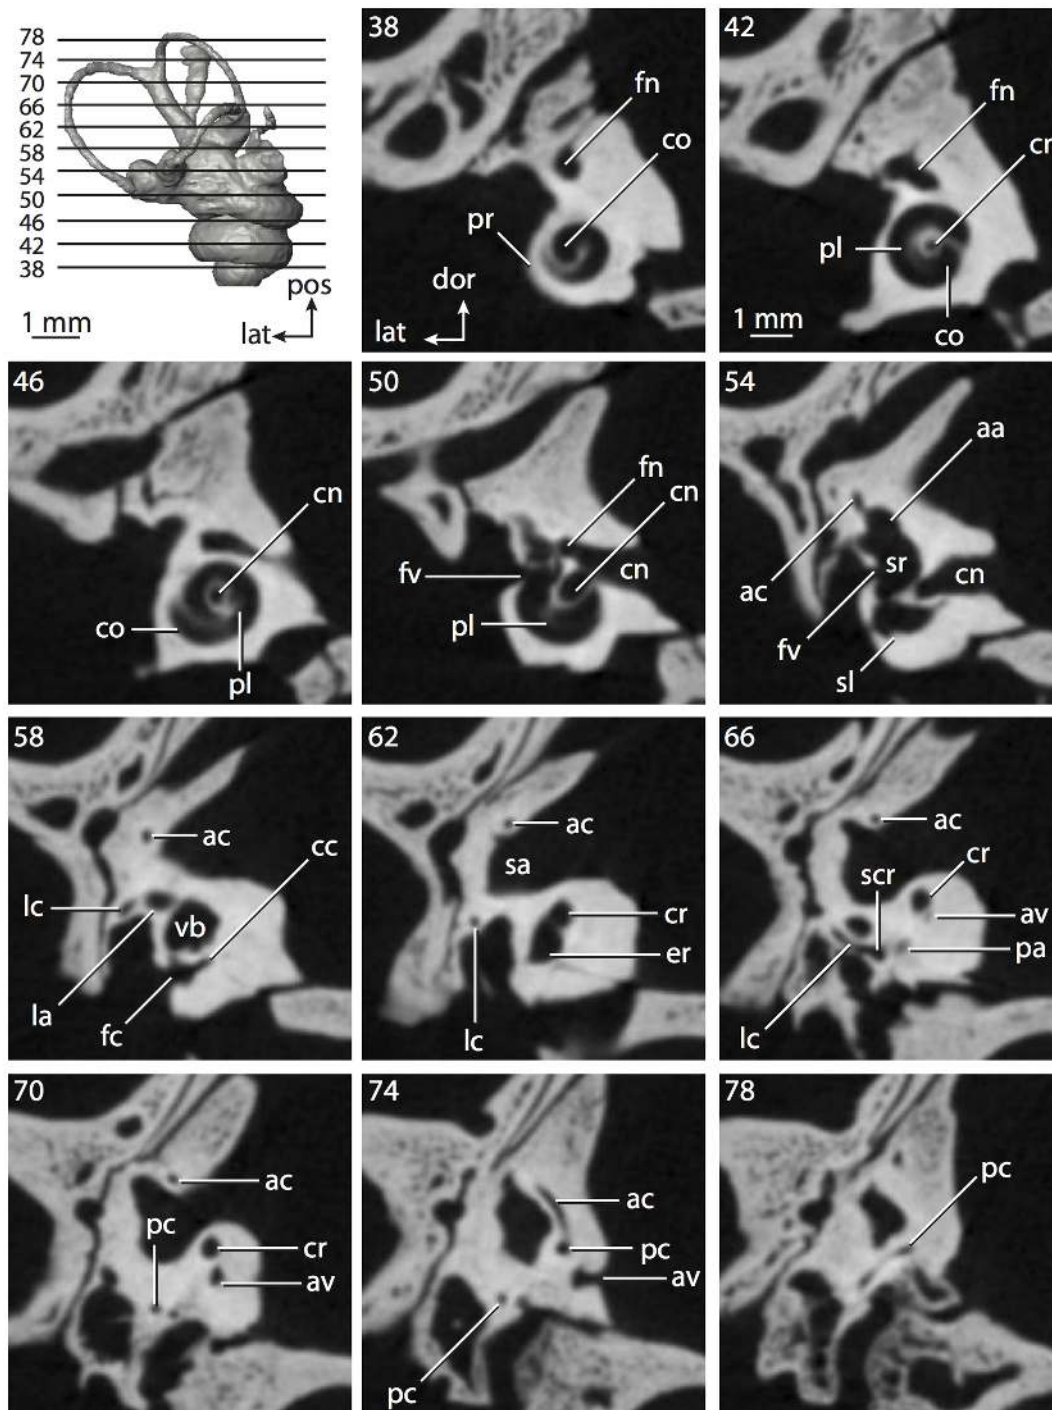 78
74
70
66
62
58
54
50
46
42
38
pos
lat
1 mm
38
fn
co
pr
dor
lat
42
fn
cn
pl
1 mm
co
46
cn
co
pl
50
fn
cn
fv
cn
pl
54
aa
ac
sr
cn
fv
sl
58
ac
cc
lc
vb
la
fc
62
ac
sa
cr
er
lc
66
ac
cr
scr
av
pa
lc
70
ac
pc
cr
av
74
ac
pc
av
pc
78
pc